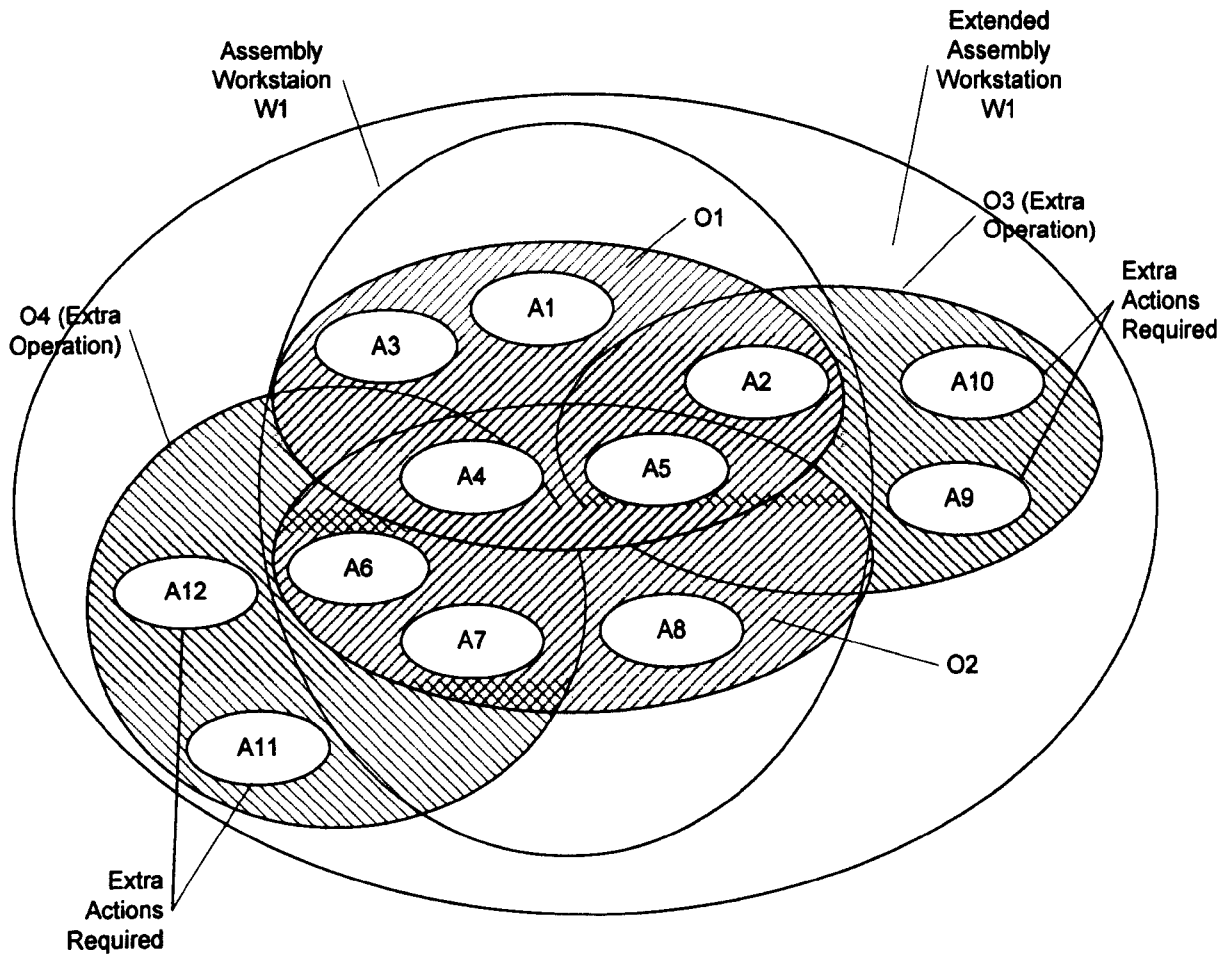 Assembly
Workstaion
W1
Extended
Assembly
Workstation
W1
O1
O3 (Extra
Operation)
Extra
Actions
Required
O4 (Extra
Operation)
A1
A3
A2
A10
A4
A5
A9
A6
A12
A7
A8
O2
A11
Extra
Actions
Required